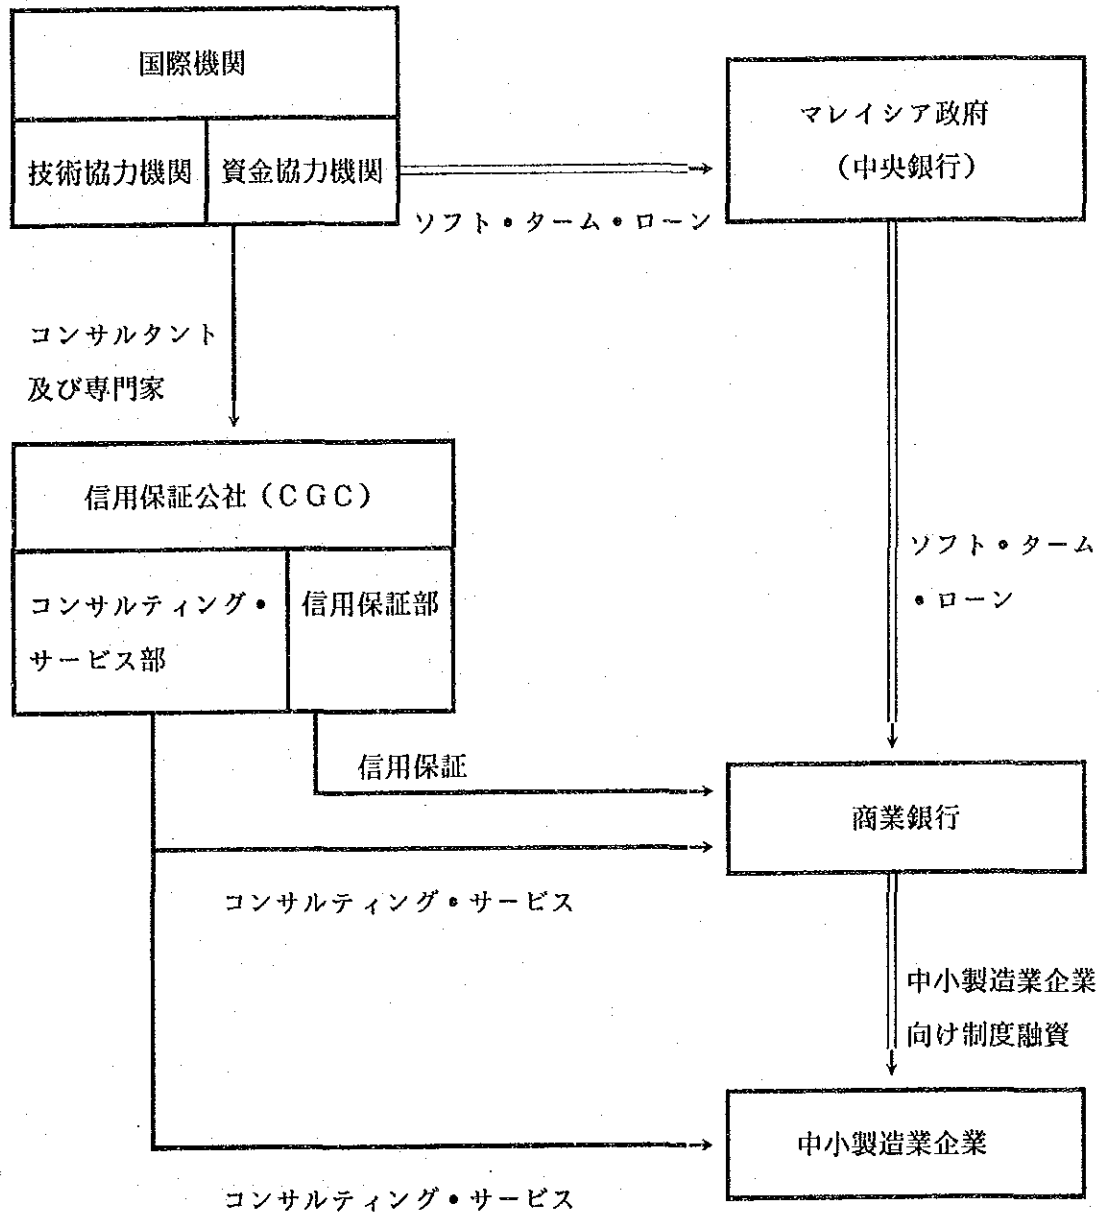 国際機関
技術協力機関
資金協力機関
マレイシア政府
（中央銀行）
ソフト・ターム・ローン
コンサルタント
及び専門家
信用保証公社（ＣＧＣ）
コンサルティング・
サービス部
信用保証部
ソフト・ターム
・ローン
信用保証
商業銀行
コンサルティング・サービス
中小製造業企業
向け制度融資
中小製造業企業
コンサルティング・サービス